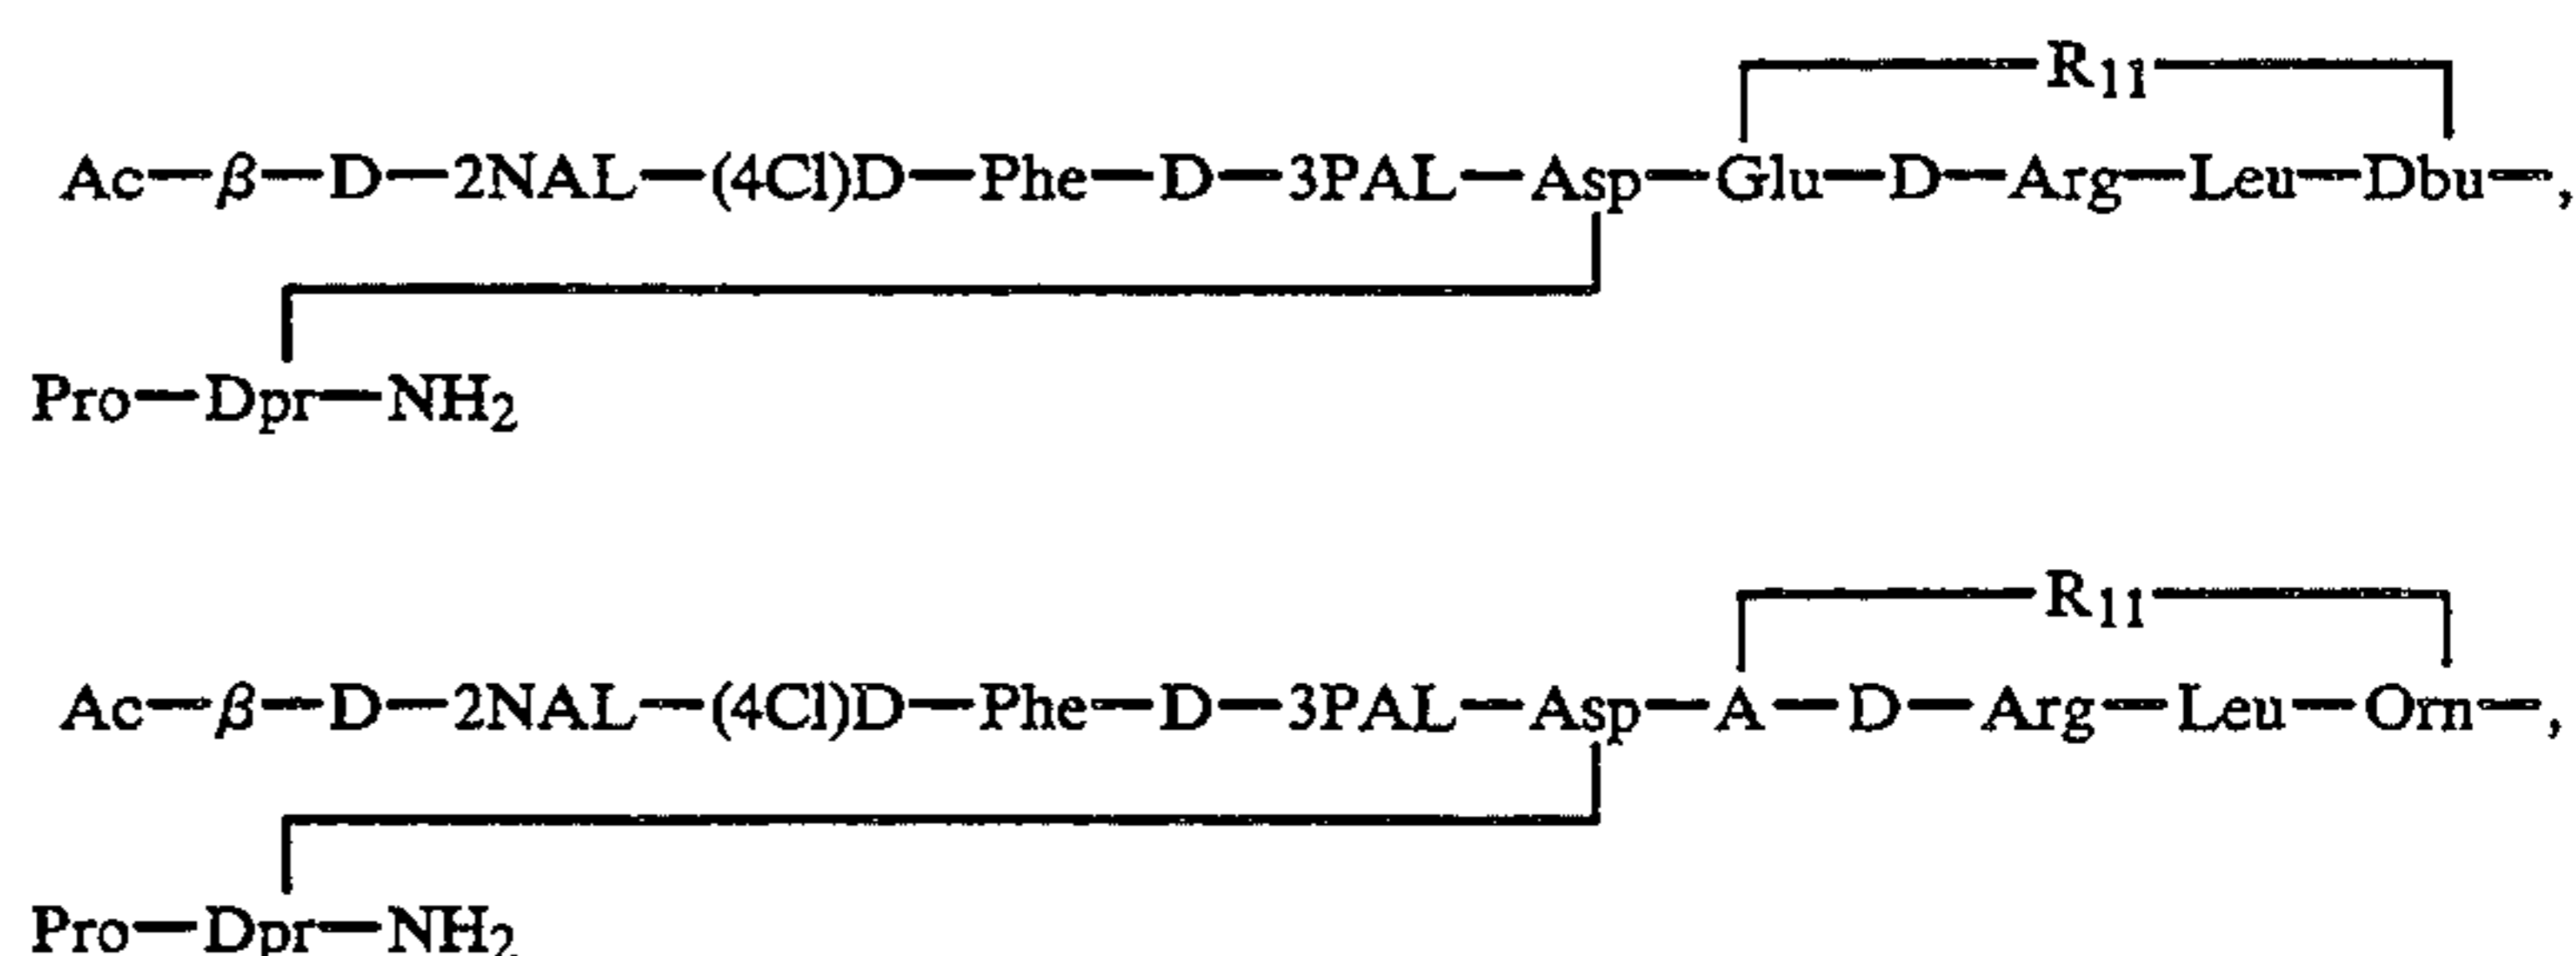 R₁₁
Ac—β—D—2NAL—(4Cl)D—Phe—D—3PAL—Asp—Glu—D—Arg—Leu—Dbu—,
Pro—Dpr—NH₂
R₁₁
Ac—β—D—2NAL—(4Cl)D—Phe—D—3PAL—Asp—A—D—Arg—Leu—Orn—,
Pro—Dpr—NH₂